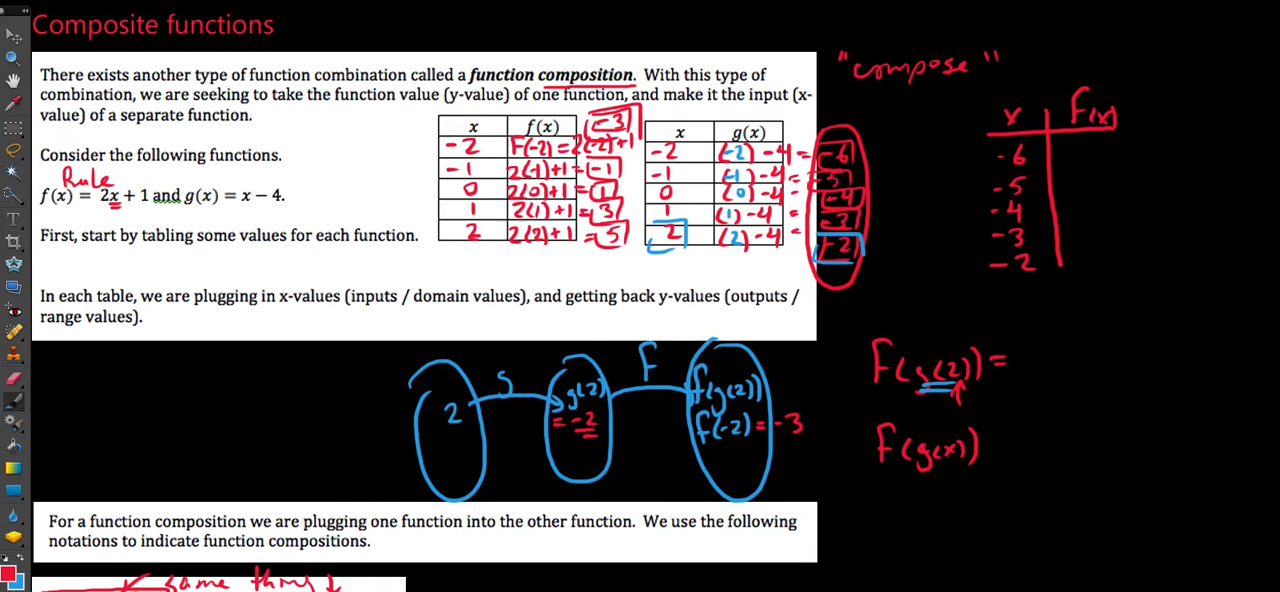 Composite functions
There exists another type of function combination called a function composition. With this type of
combination, we are seeking to take the function value (y-value) of one function, and make it the input (x-
value) of a separate function.
Consider the following functions.
Rule
f(x) = 2x + 1 and g(x) = x − 4.
First, start by tabling some values for each function.
x f(x)
-2 F(-2) = 2(-2)+1 -3
-1 2(-1)+1 = -1
0 2(0)+1 = 1
1 2(1)+1 = 3
2 2(2)+1 = 5
x g(x)
-2 (-2) -4 = -6
-1 (-1) -4 = -5
0 (0) -4 = -4
1 (1) -4 = -3
2 (2) -4 = -2
"compose"
x F(x)
-6
-5
-4
-3
-2
In each table, we are plugging in x-values (inputs / domain values), and getting back y-values (outputs /
range values).
2 g g(2) F f(g(2))
= -2 f(-2) = -3
F(g(2)) =
F(g(x))
For a function composition we are plugging one function into the other function. We use the following
notations to indicate function compositions.
same thing